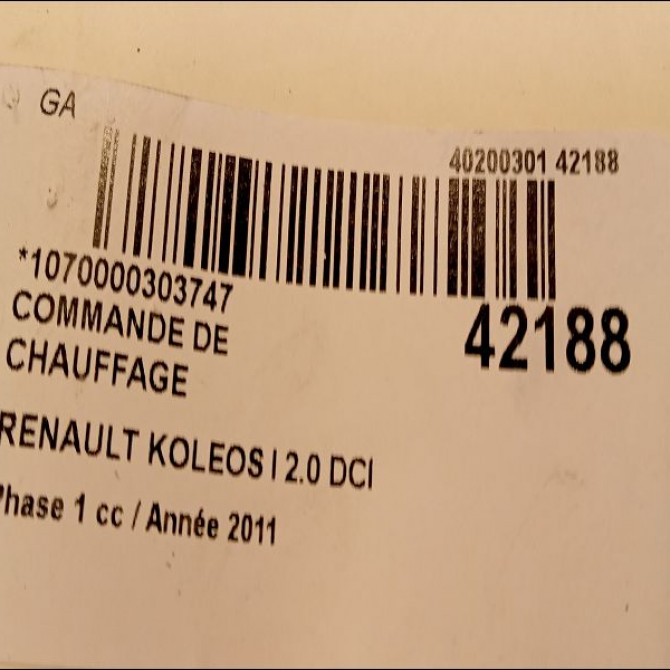 GA
40200301 42188
*1070000303747
42188
COMMANDE DE
CHAUFFAGE
RENAULT KOLEOS I 2.0 DCI
Phase 1 cc / Année 2011